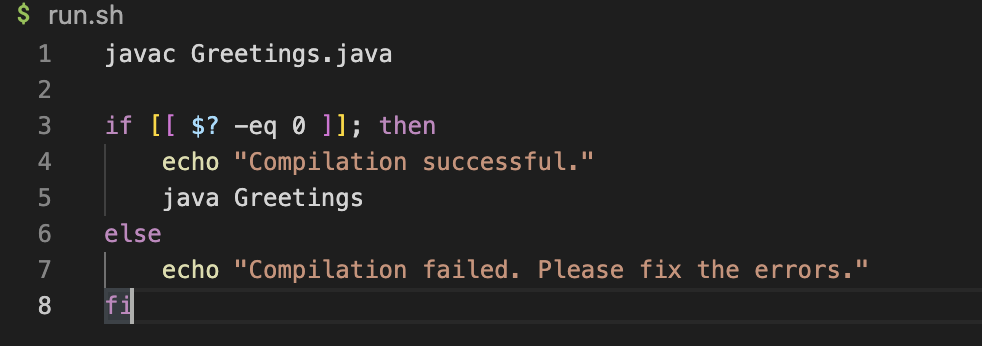 $ run.sh
1 javac Greetings.java
2
3 if [[ $? -eq 0 ]]; then
4 echo "Compilation successful."
5 java Greetings
6 else
7 echo "Compilation failed. Please fix the errors."
8 fi